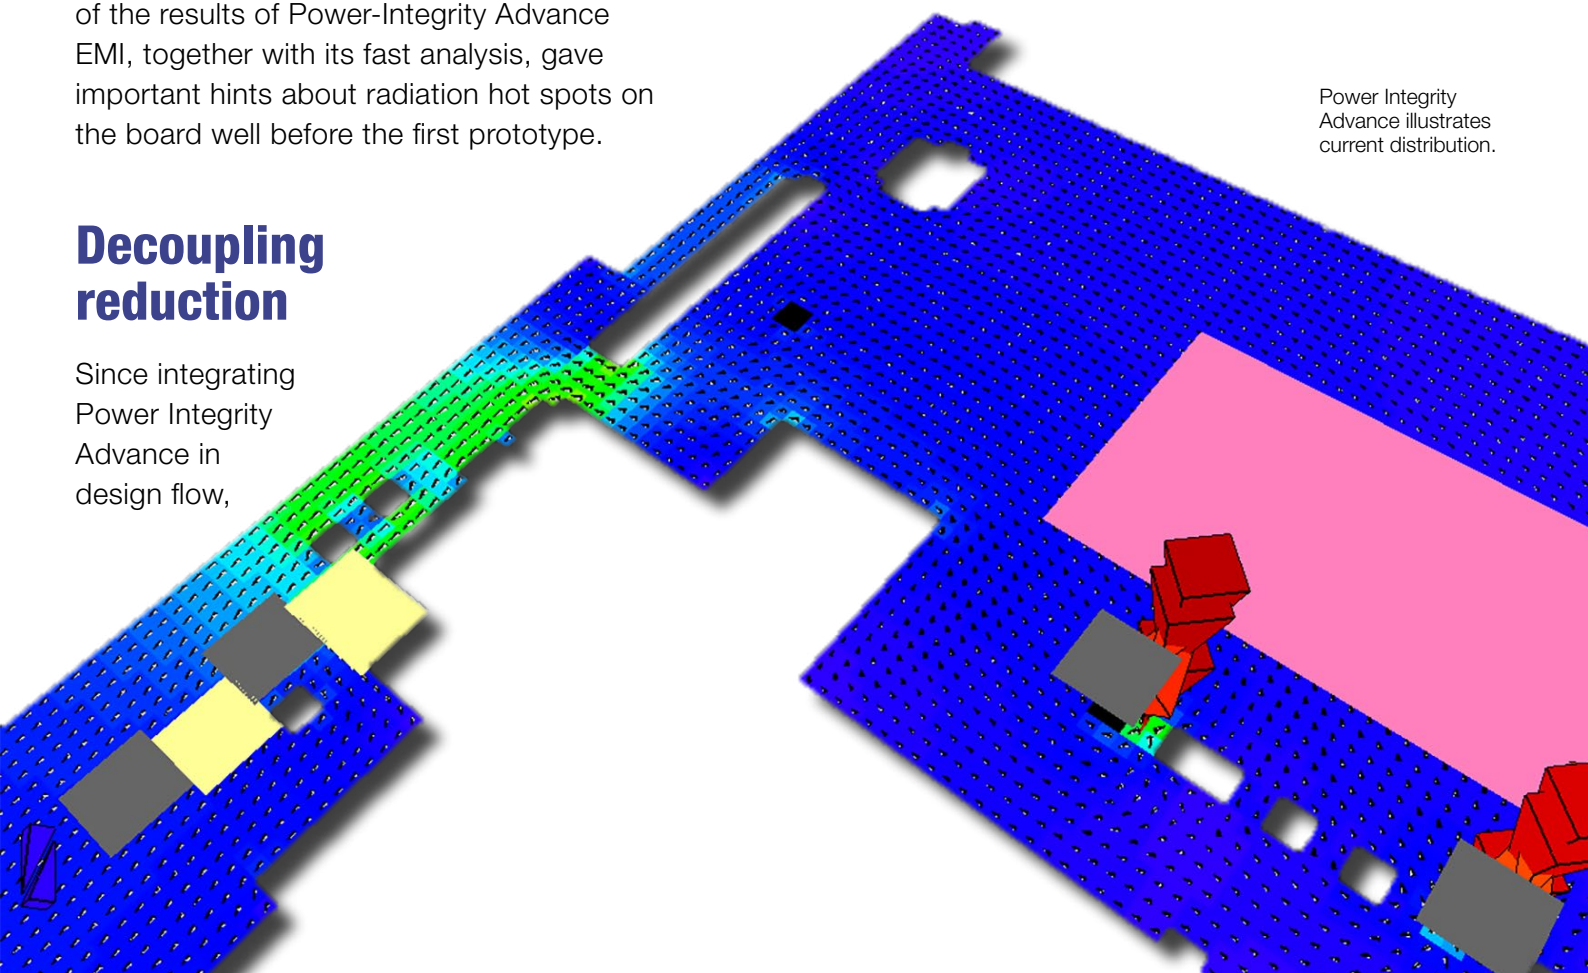 of the results of Power-Integrity Advance
EMI, together with its fast analysis, gave
important hints about radiation hot spots on
the board well before the first prototype.
Decoupling
reduction
Since integrating
Power Integrity
Advance in
design flow,
Power Integrity
Advance illustrates
current distribution.